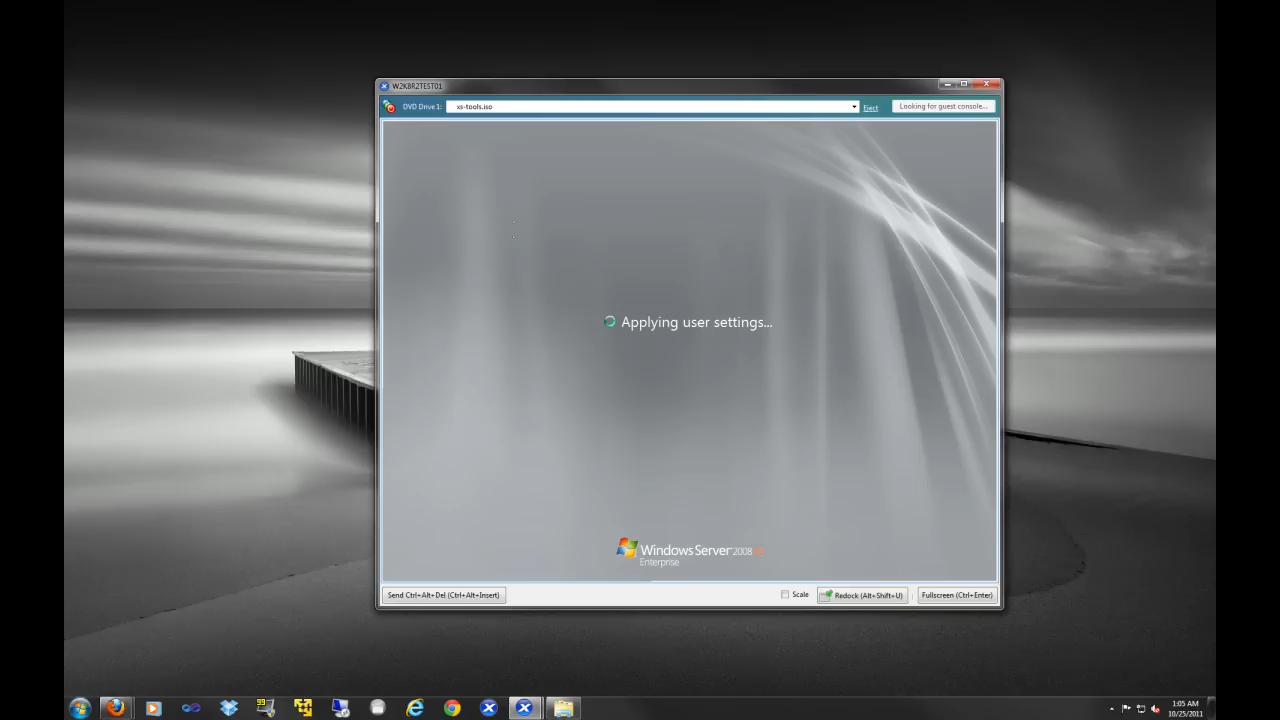 W2K8R2TEST01
DVD Drive 1: xs-tools.iso Eject Looking for guest console...
Applying user settings...
Windows Server 2008 R2
Enterprise
Send Ctrl+Alt+Del (Ctrl+Alt+Insert) Scale Redock (Alt+Shift+U) Fullscreen (Ctrl+Enter)
99
1:05 AM
10/25/2011